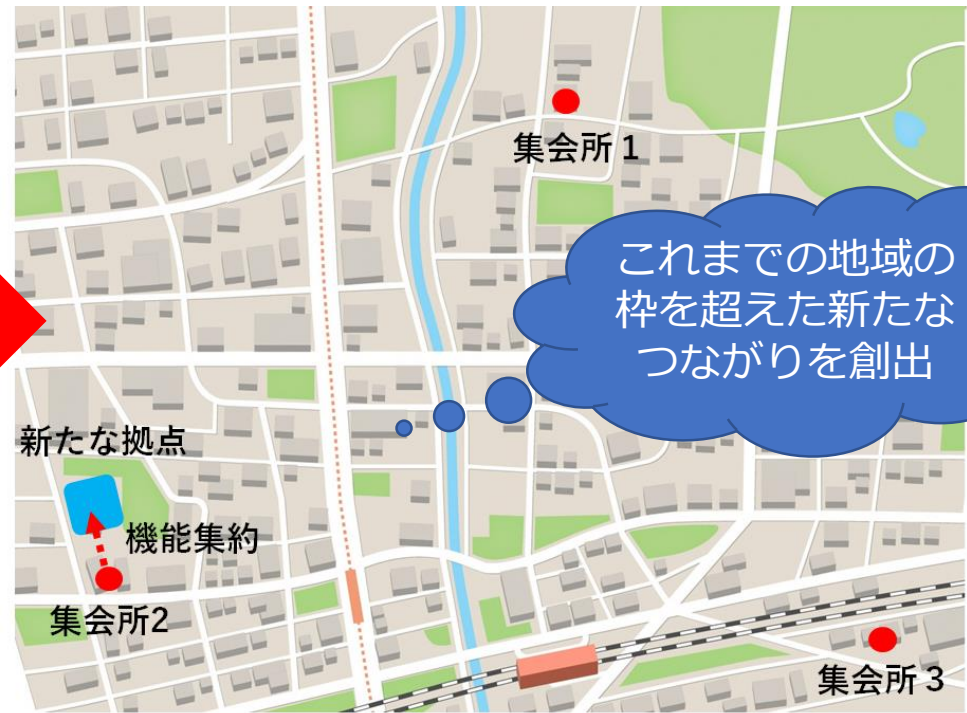 集会所１
これまでの地域の
枠を超えた新たな
つながりを創出
新たな拠点
機能集約
集会所2
集会所３